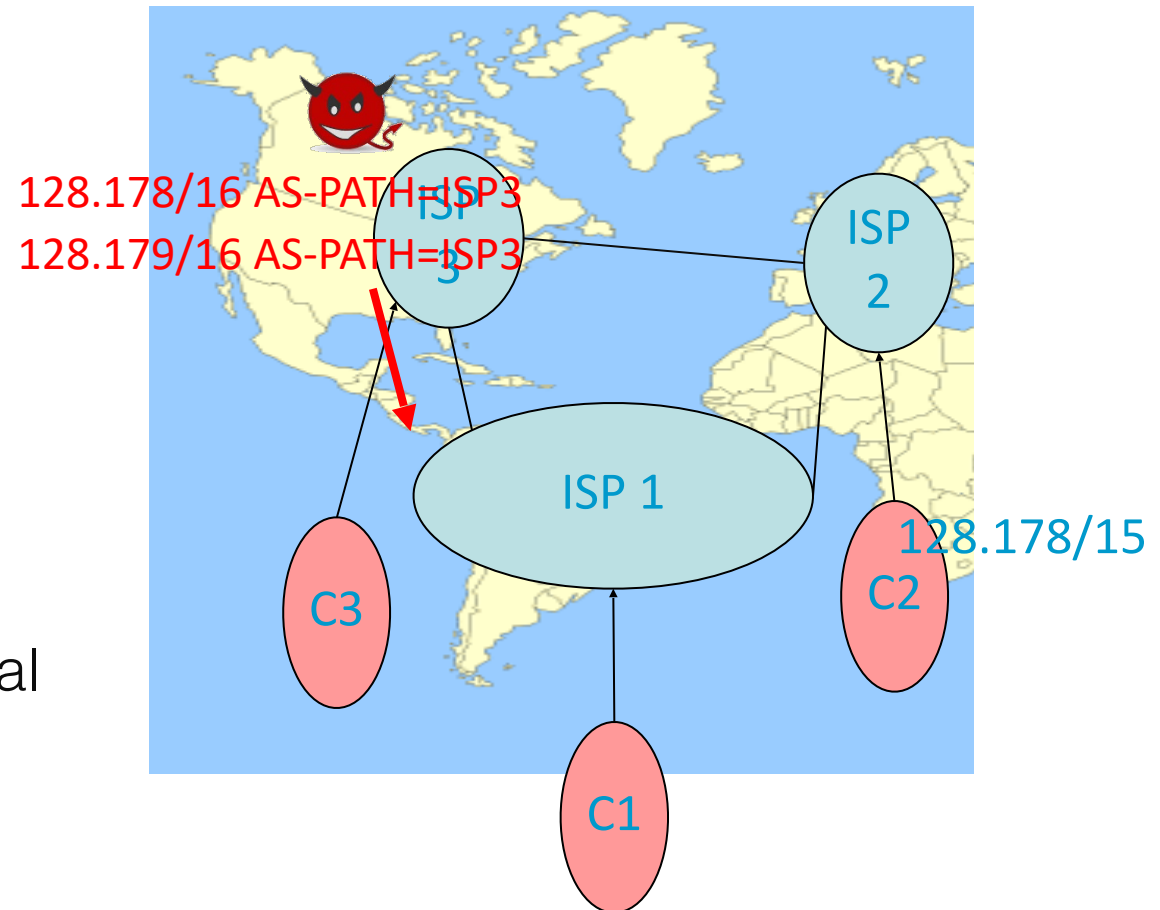 128.178/16 AS-PATH=ISP3
128.179/16 AS-PATH=ISP3
ISP
3
ISP
2
ISP 1
128.178/15
C2
C3
al
C1